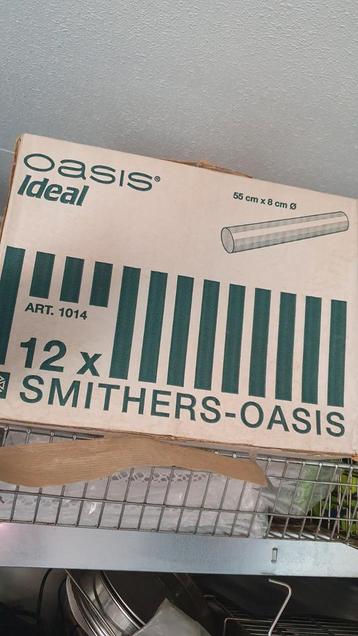 oasis®
Ideal
55 cm x 8 cm Ø
ART. 1014
12 x
SMITHERS-OASIS